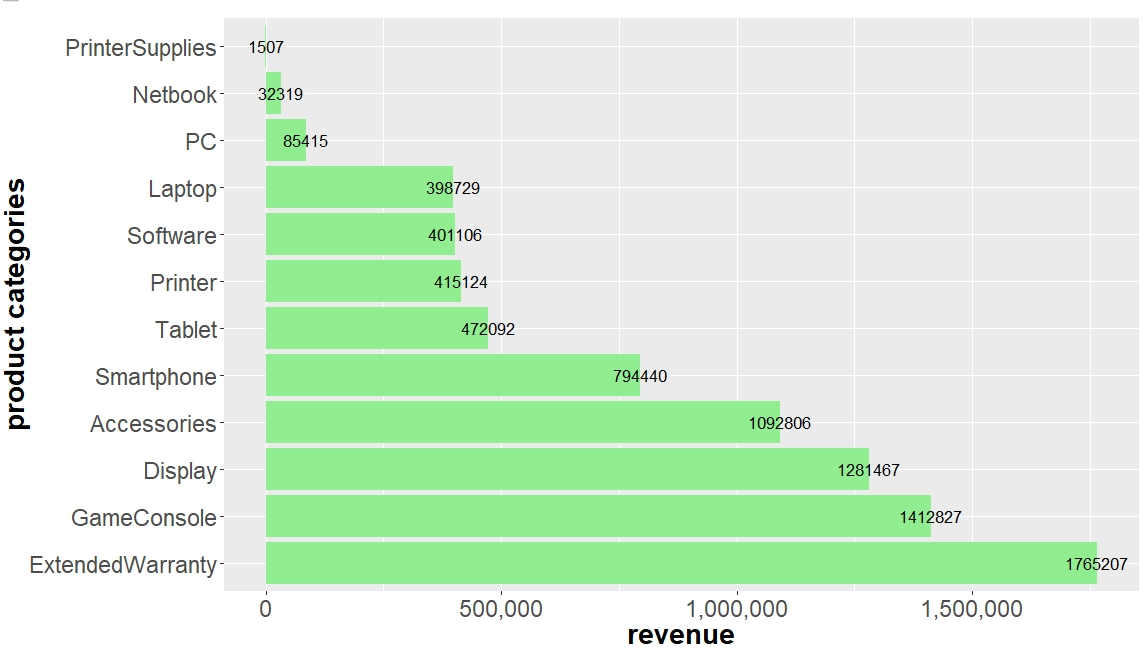 PrinterSupplies 1507
Netbook 32319
PC 85415
Laptop 398729
Software 401106
Printer 415124
Tablet 472092
Smartphone 794440
Accessories 1092806
Display 1281467
GameConsole 1412827
ExtendedWarranty 1765207
0 500,000 1,000,000 1,500,000
revenue
product categories